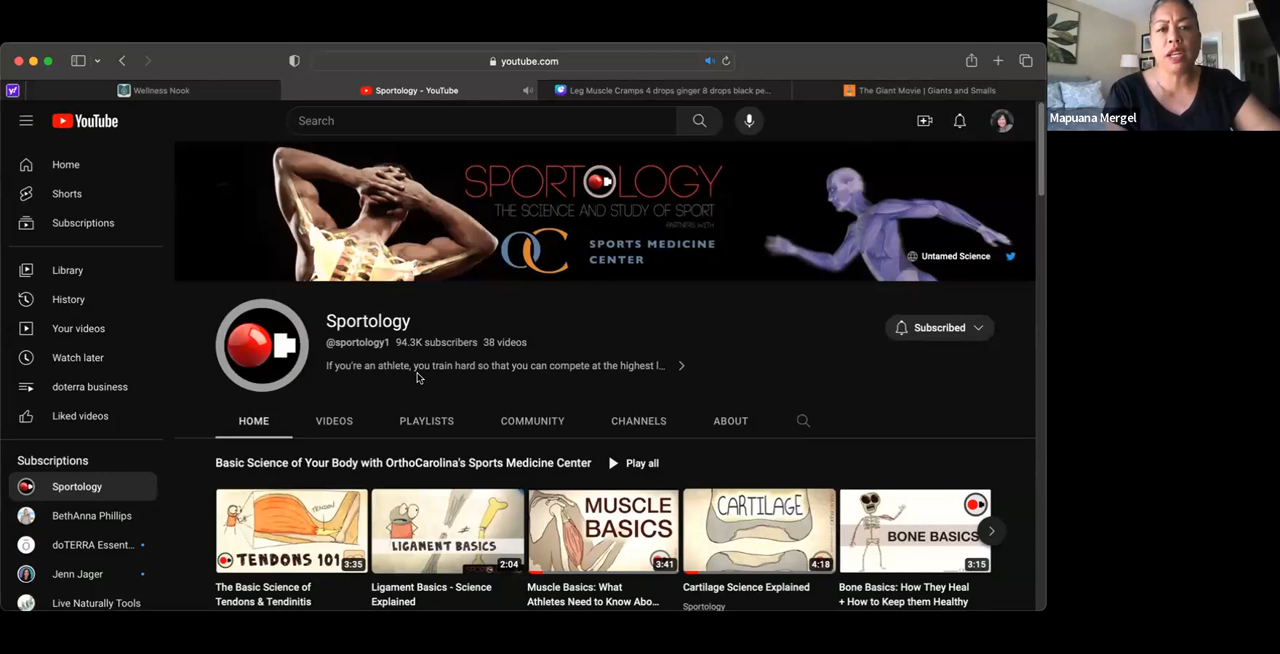 youtube.com
Wellness Nook
Sportology - YouTube
Leg Muscle Cramps 4 drops ginger 8 drops black pe...
The Giant Movie | Giants and Smalls
Mapuana Mergel
YouTube
Search
Home
Shorts
Subscriptions
Library
History
Your videos
Watch later
doterra business
Liked videos
Subscriptions
Sportology
BethAnna Phillips
doTERRA Essent...
Jenn Jager
Live Naturally Tools
SPORTOLOGY
THE SCIENCE AND STUDY OF SPORT
PARTNERS WITH
OC SPORTS MEDICINE
CENTER
Untamed Science
Sportology
@sportology1 94.3K subscribers 38 videos
If you're an athlete, you train hard so that you can compete at the highest l...
Subscribed
HOME VIDEOS PLAYLISTS COMMUNITY CHANNELS ABOUT
Basic Science of Your Body with OrthoCarolina's Sports Medicine Center Play all
TENDON
TENDONS 101
3:35
The Basic Science of
Tendons & Tendinitis
LIGAMENT BASICS
2:04
Ligament Basics - Science
Explained
MUSCLE
BASICS
3:41
Muscle Basics: What
Athletes Need to Know Abo...
CARTILAGE
4:18
Cartilage Science Explained
Sportology
BONE BASICS
3:15
Bone Basics: How They Heal
+ How to Keep them Healthy